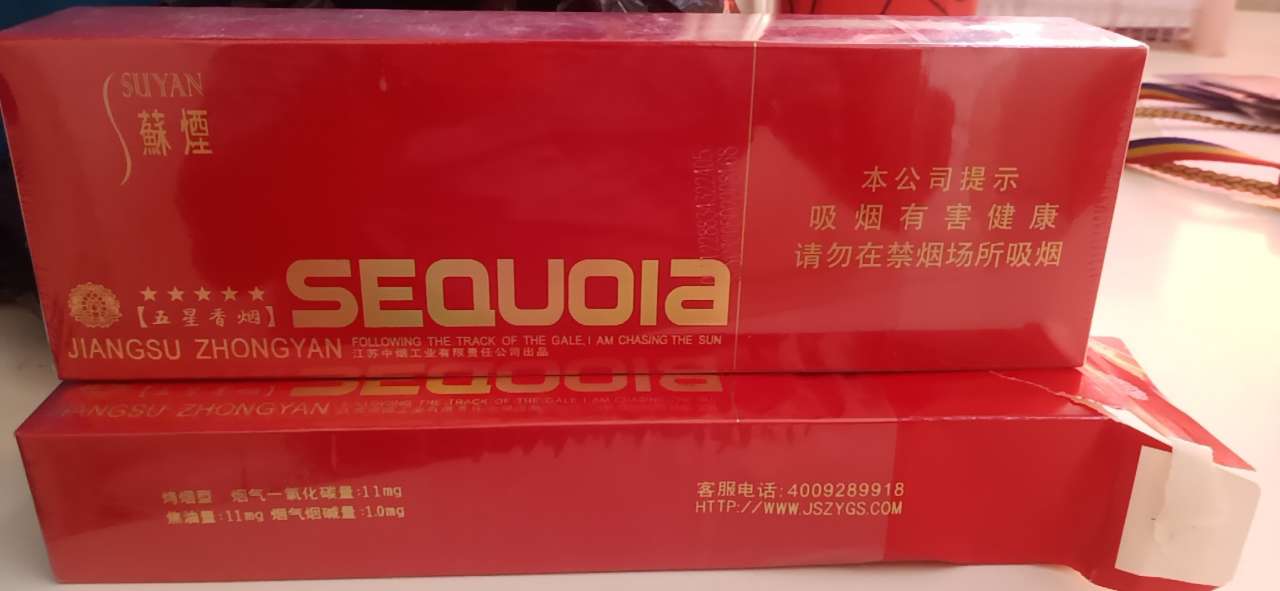 SUYAN
蘇煙
★★★★★
【五星香烟】
SEQUOIA
JIANGSU ZHONGYAN
FOLLOWING THE TRACK OF THE GALE, I AM CHASING THE SUN
江苏中烟工业有限责任公司出品
本公司提示
吸烟有害健康
请勿在禁烟场所吸烟
SEQUOIA
JIANGSU ZHONGYAN
烤烟型 烟气一氧化碳量:11mg
焦油量:11mg 烟气烟碱量:1.0mg
客服电话:4009289918
HTTP://WWW.JSZYGS.COM